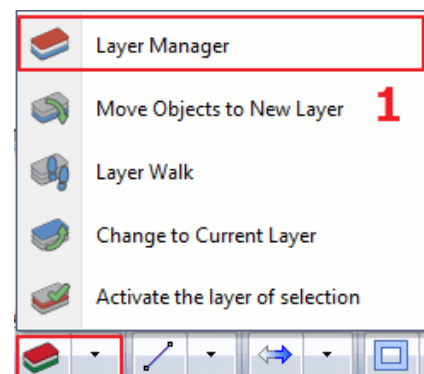 Layer Manager
Move Objects to New Layer 1
Layer Walk
Change to Current Layer
Activate the layer of selection